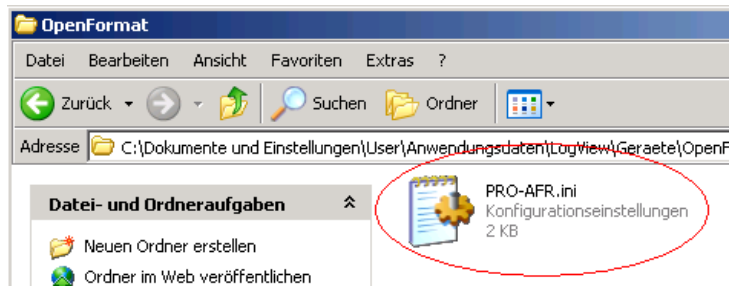 OpenFormat
Datei Bearbeiten Ansicht Favoriten Extras ?
Zurück Suchen Ordner
Adresse C:\Dokumente und Einstellungen\User\Anwendungsdaten\LogView\Geraete\OpenF
PRO-AFR.ini
Konfigurationseinstellungen
2 KB
Datei- und Ordneraufgaben
Neuen Ordner erstellen
Ordner im Web veröffentlichen